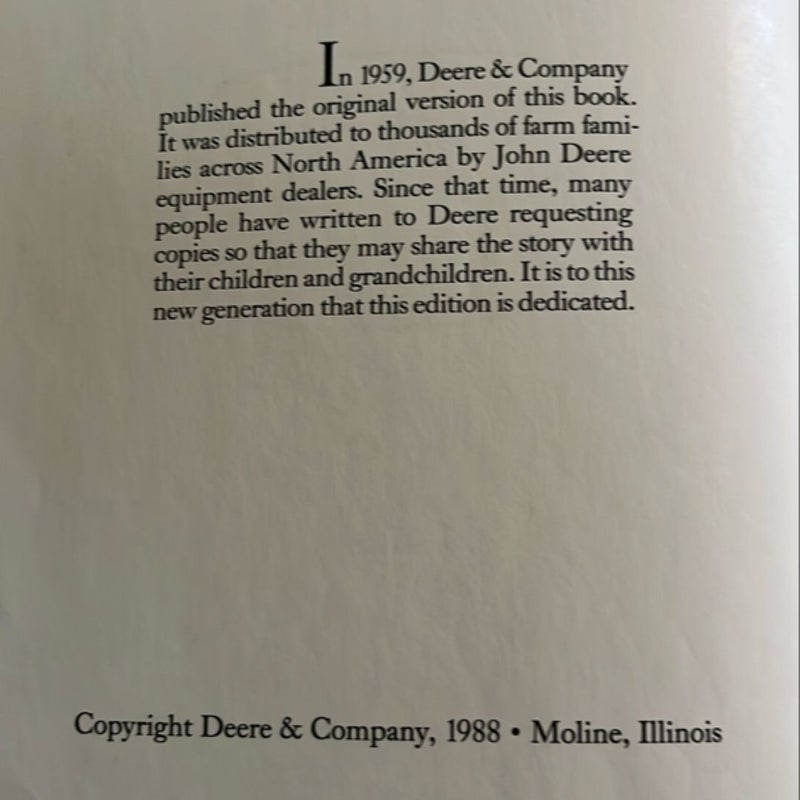 In 1959, Deere & Company
published the original version of this book.
It was distributed to thousands of farm fami-
lies across North America by John Deere
equipment dealers. Since that time, many
people have written to Deere requesting
copies so that they may share the story with
their children and grandchildren. It is to this
new generation that this edition is dedicated.
Copyright Deere & Company, 1988 • Moline, Illinois